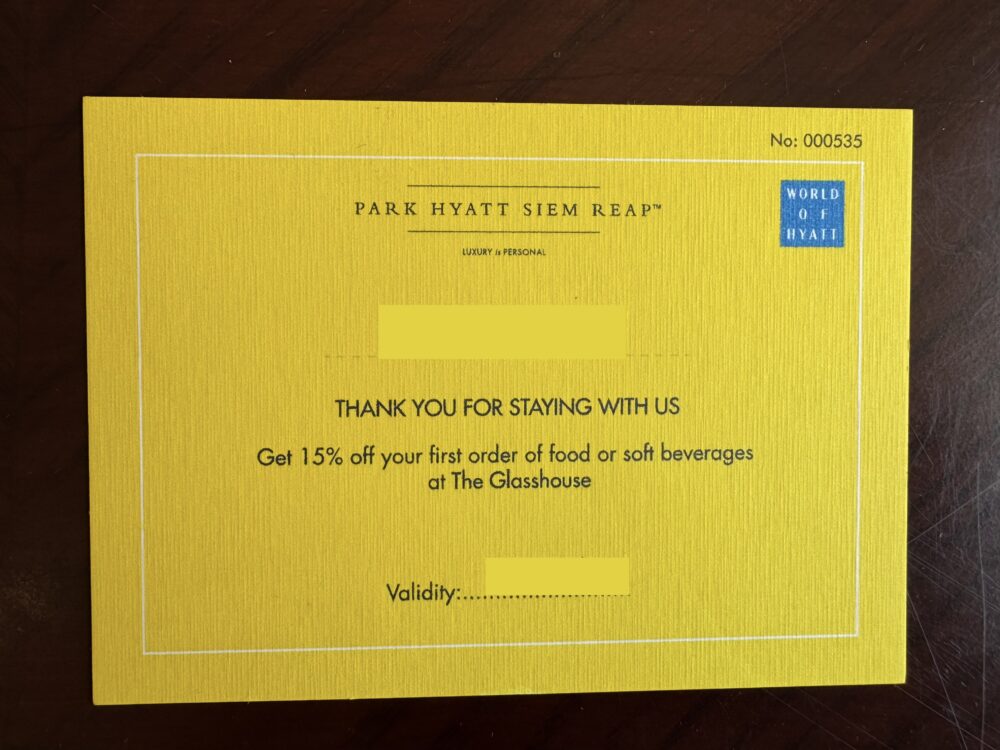 No: 000535
PARK HYATT SIEM REAP™
LUXURY is PERSONAL
WORLD
OF
HYATT
THANK YOU FOR STAYING WITH US
Get 15% off your first order of food or soft beverages
at The Glasshouse
Validity:........................